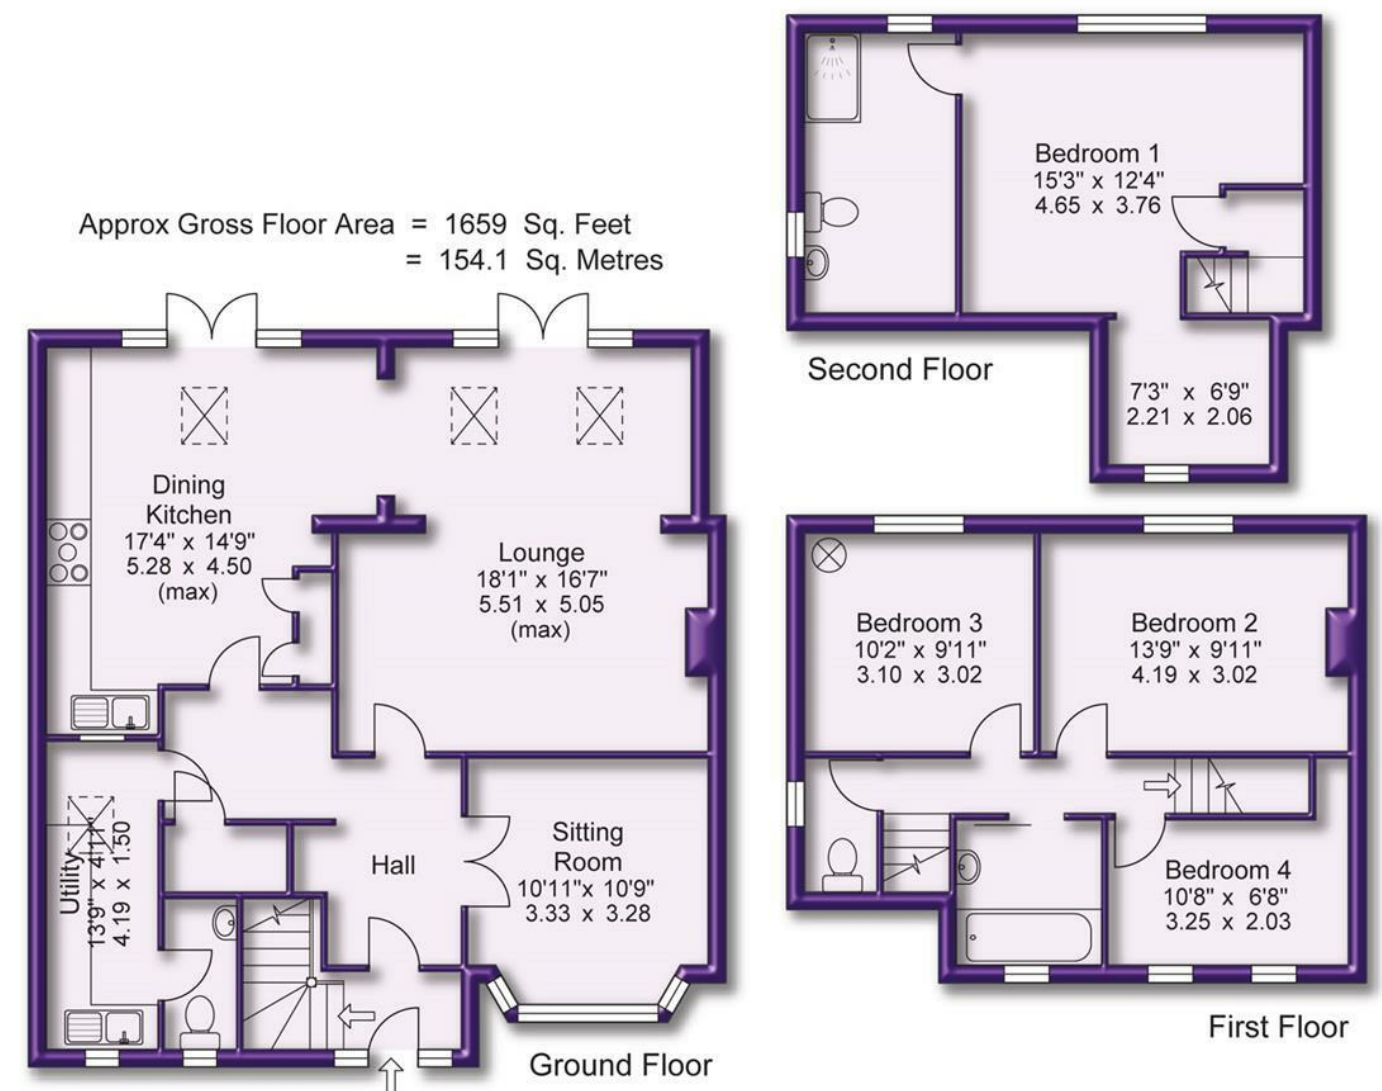 Approx Gross Floor Area = 1659 Sq. Feet
= 154.1 Sq. Metres
Bedroom 1
15'3" x 12'4"
4.65 x 3.76
Second Floor
7'3" x 6'9"
2.21 x 2.06
Dining
Kitchen
17'4" x 14'9"
5.28 x 4.50
(max)
Lounge
18'1" x 16'7"
5.51 x 5.05
(max)
Utility
13'9" x 4'11"
4.19 x 1.50
Hall
Sitting
Room
10'11"x 10'9"
3.33 x 3.28
Ground Floor
Bedroom 3
10'2" x 9'11"
3.10 x 3.02
Bedroom 2
13'9" x 9'11"
4.19 x 3.02
Bedroom 4
10'8" x 6'8"
3.25 x 2.03
First Floor